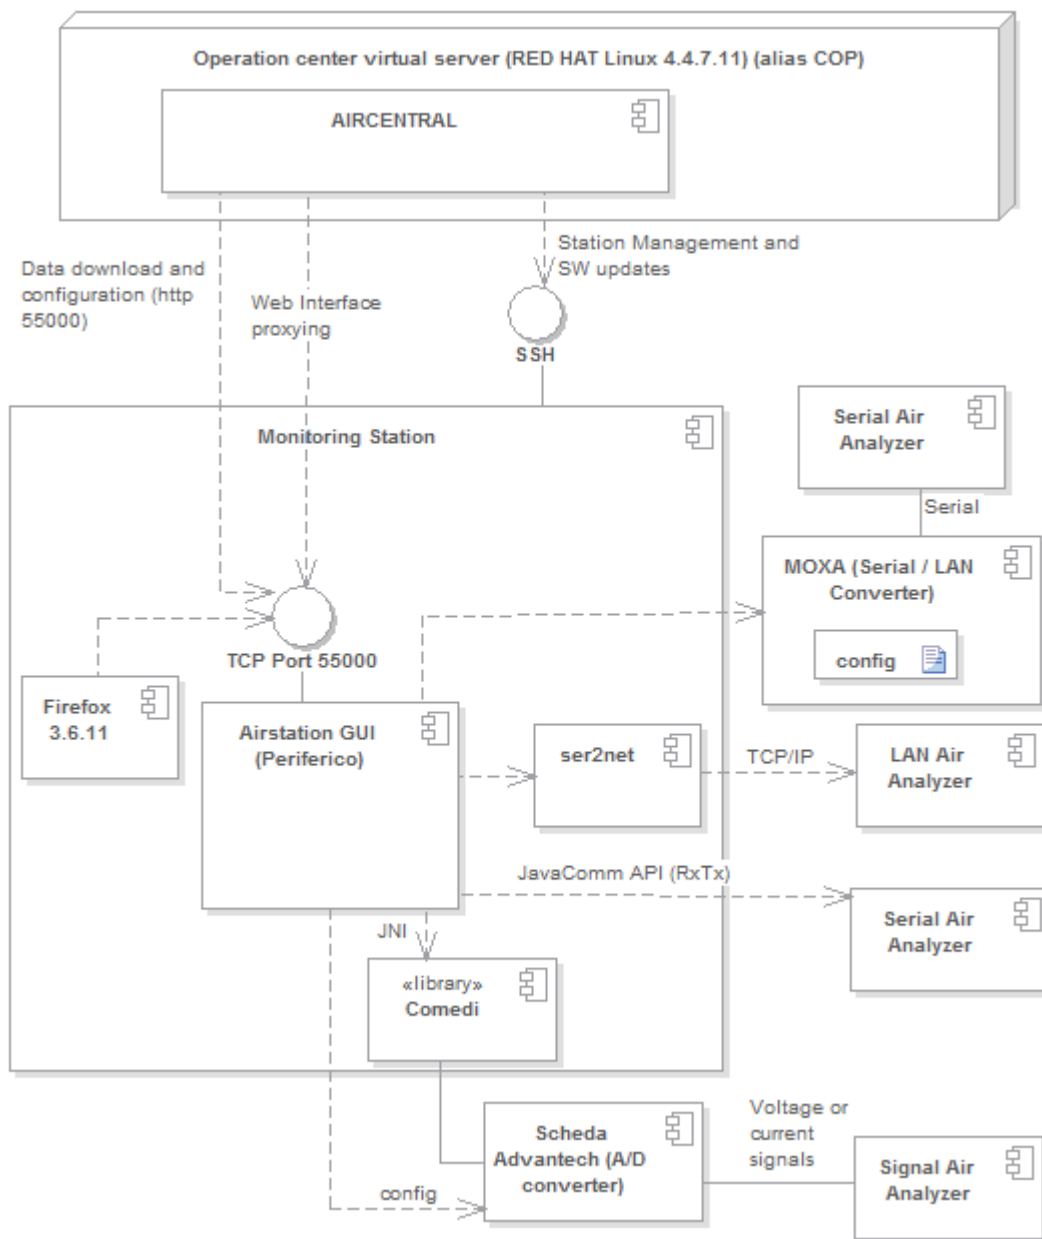 Operation center virtual server (RED HAT Linux 4.4.7.11) (alias COP)
AIRCENTRAL
Station Management and
SW updates
Data download and
configuration (http
55000)
Web Interface
proxying
SSH
Monitoring Station
Serial Air
Analyzer
Serial
MOXA (Serial / LAN
Converter)
config
TCP Port 55000
Firefox
3.6.11
Airstation GUI
(Periferico)
ser2net
TCP/IP
LAN Air
Analyzer
JavaComm API (RxTx)
Serial Air
Analyzer
JNI
«library»
Comedi
Scheda
Advantech (A/D
converter)
config
Voltage or
current
signals
Signal Air
Analyzer